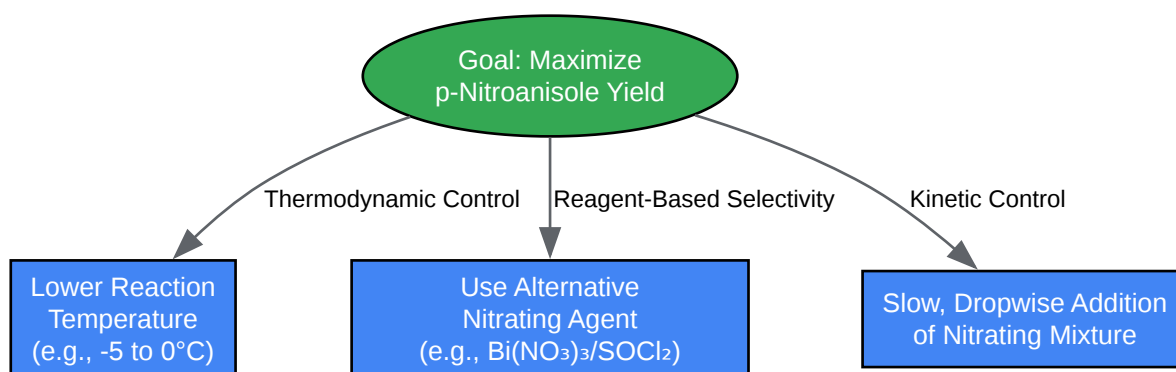 Goal: Maximize
p-Nitroanisole Yield
Thermodynamic Control
Reagent-Based Selectivity
Kinetic Control
Lower Reaction
Temperature
(e.g., -5 to 0°C)
Use Alternative
Nitrating Agent
(e.g., Bi(NO₃)₃/SOCl₂)
Slow, Dropwise Addition
of Nitrating Mixture